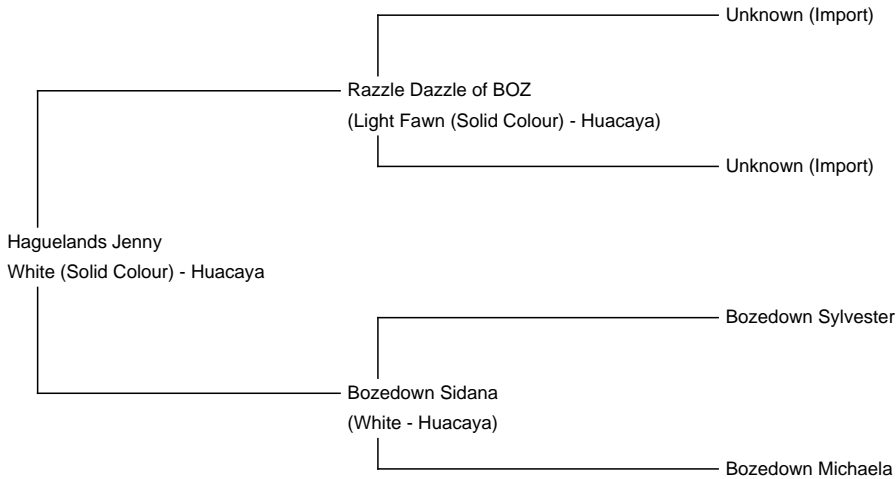 Unknown (Import)
Razzle Dazzle of BOZ
(Light Fawn (Solid Colour) - Huacaya)
Unknown (Import)
Haguelands Jenny
White (Solid Colour) - Huacaya
Bozedown Sylvester
Bozedown Sidana
(White - Huacaya)
Bozedown Michaela